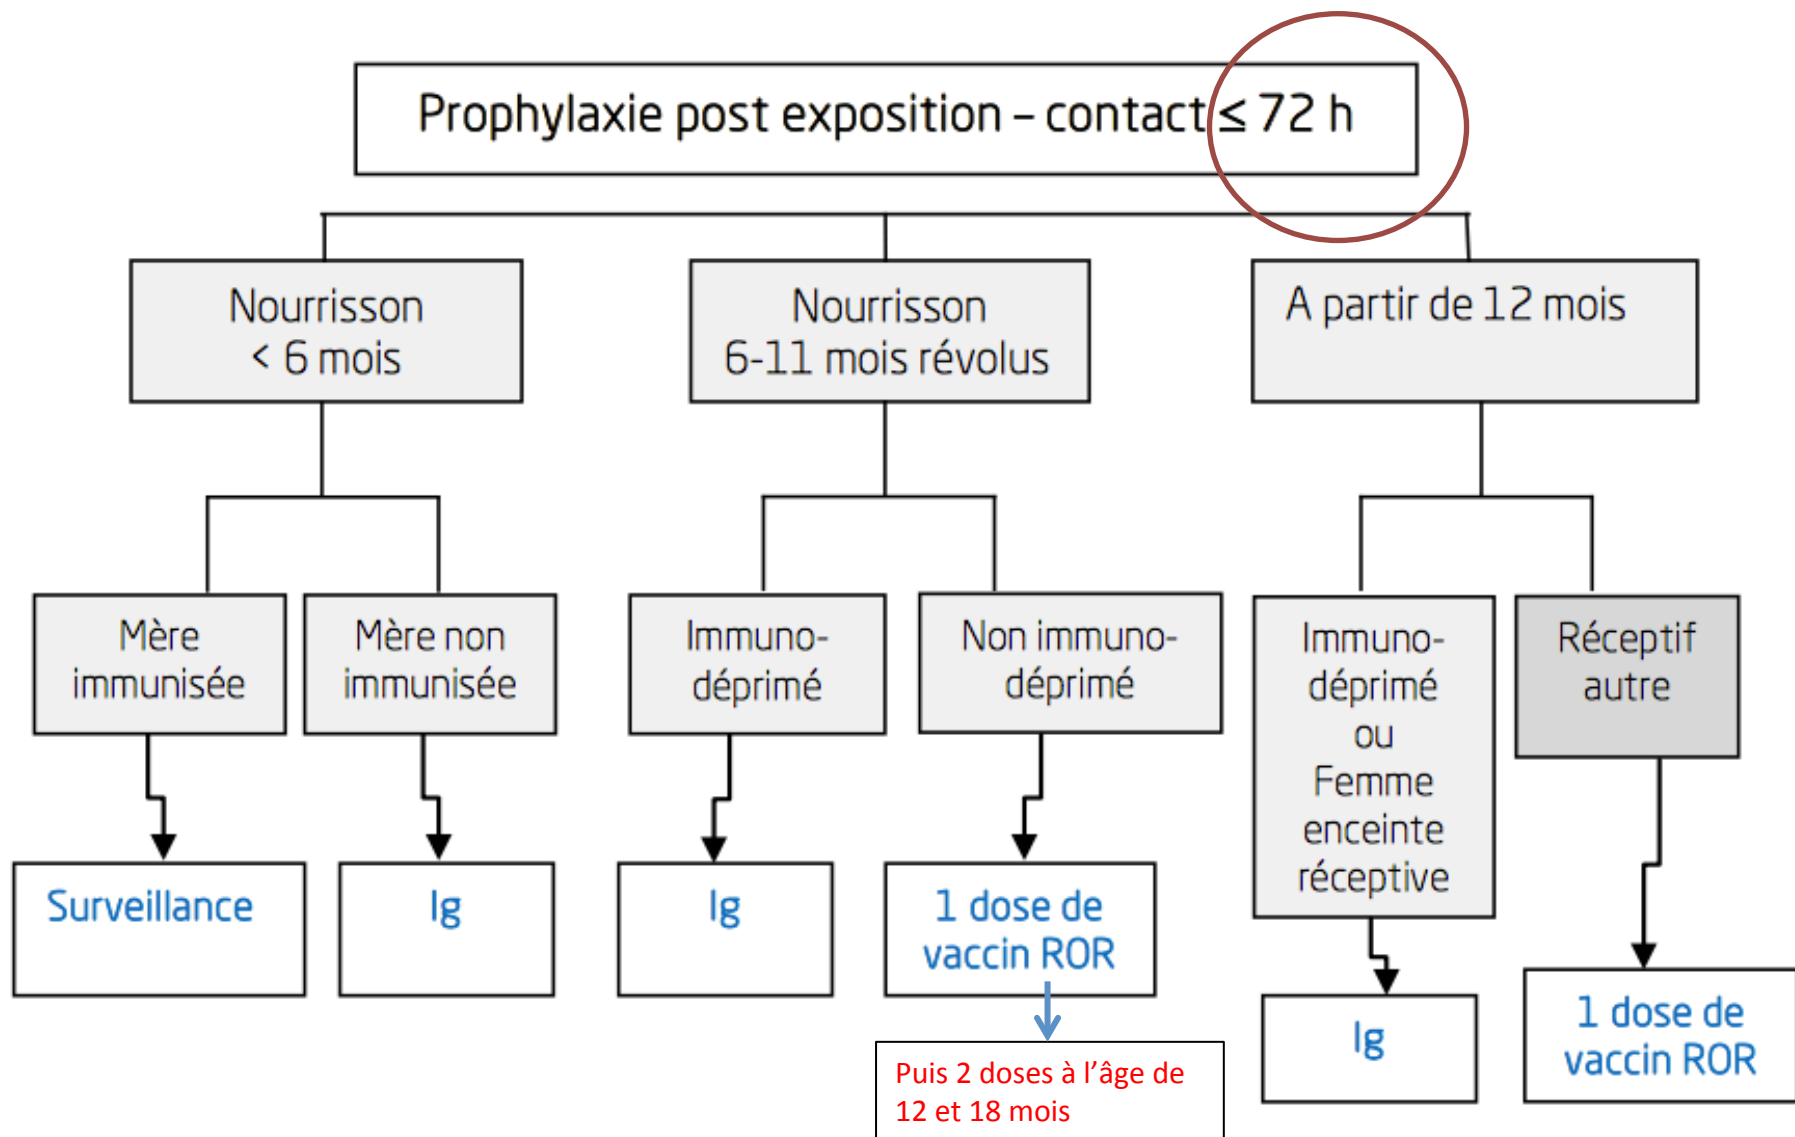 Prophylaxie post exposition – contact ≤ 72 h
Nourrisson
< 6 mois
Nourrisson
6-11 mois révolus
A partir de 12 mois
Mère
immunisée
Mère non
immunisée
Immuno-
déprimé
Non immuno-
déprimé
Immuno-
déprimé
ou
Femme
enceinte
réceptive
Réceptif
autre
Surveillance
Ig
Ig
1 dose de
vaccin ROR
Ig
1 dose de
vaccin ROR
Puis 2 doses à l’âge de
12 et 18 mois